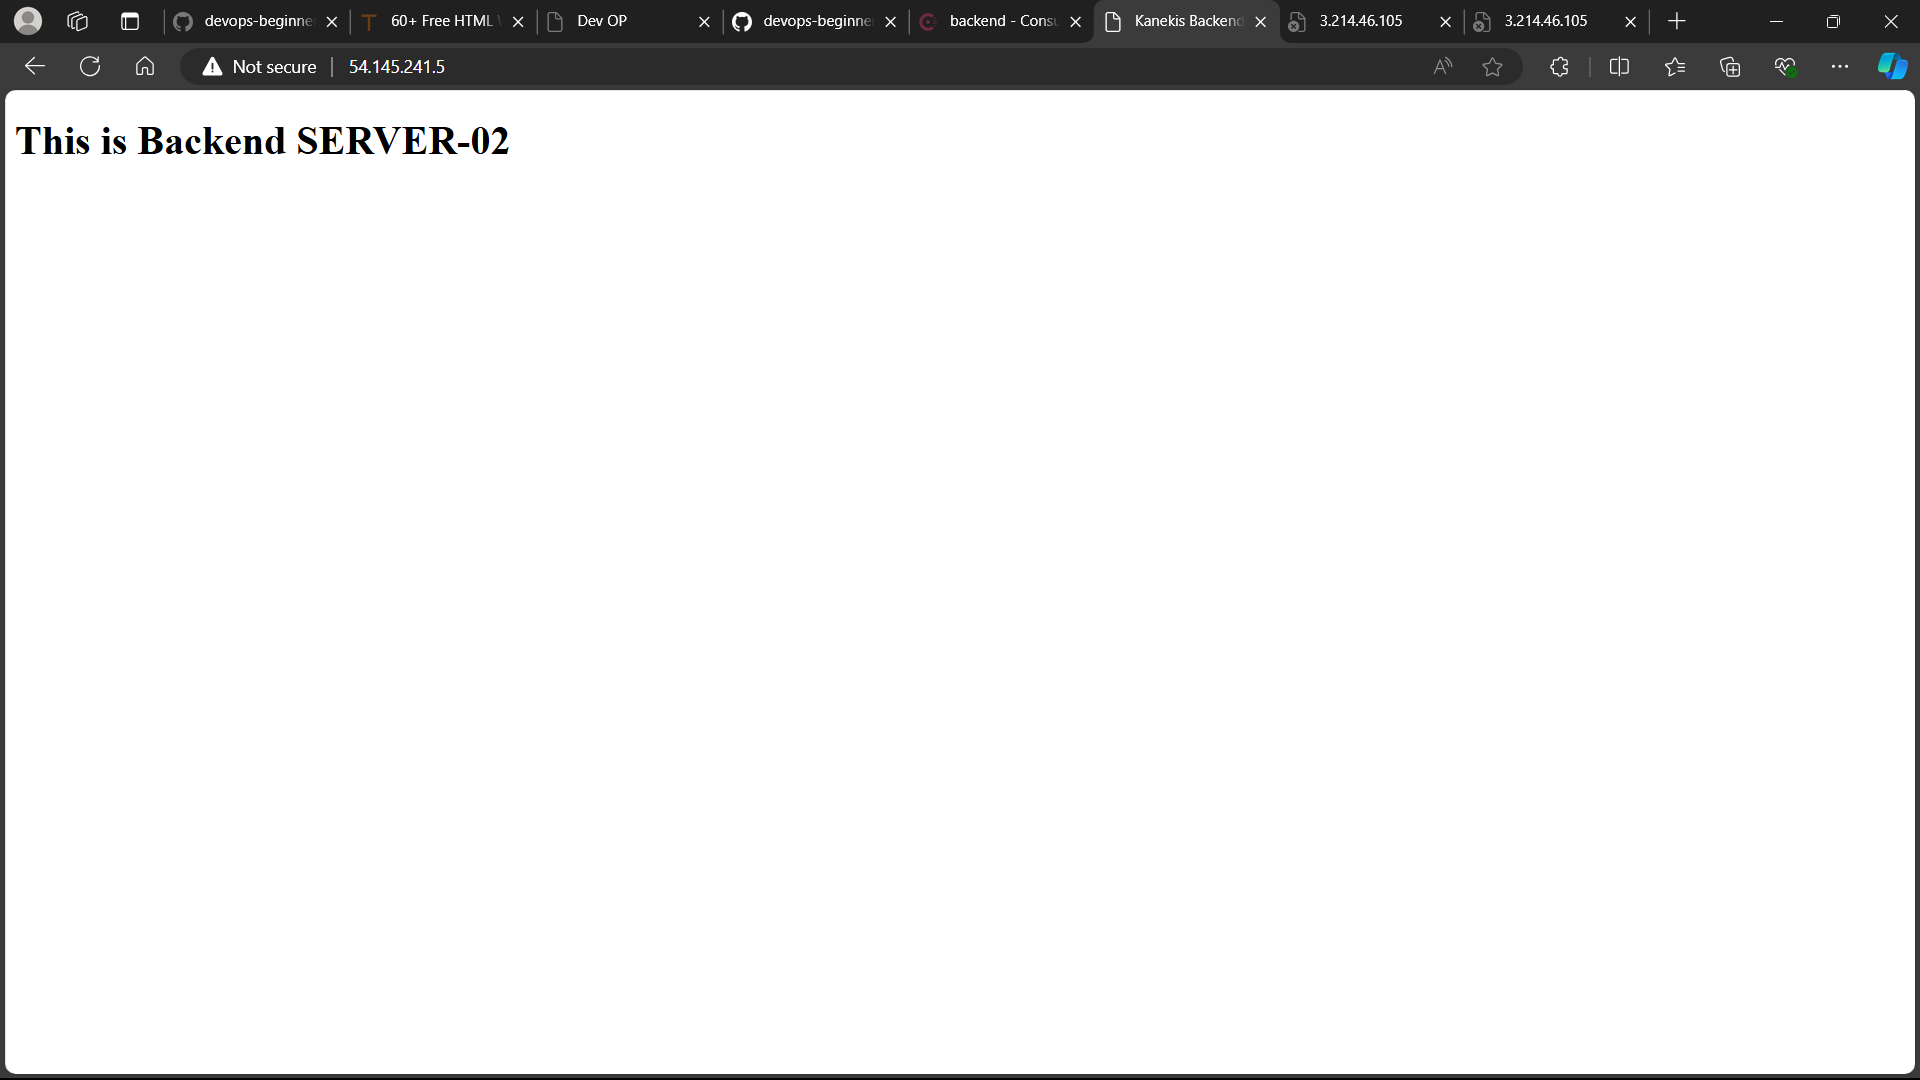 devops-beginne
60+ Free HTML
Dev OP
devops-beginne
backend - Cons
Kanekis Backend
3.214.46.105
3.214.46.105
Not secure
54.145.241.5
This is Backend SERVER-02